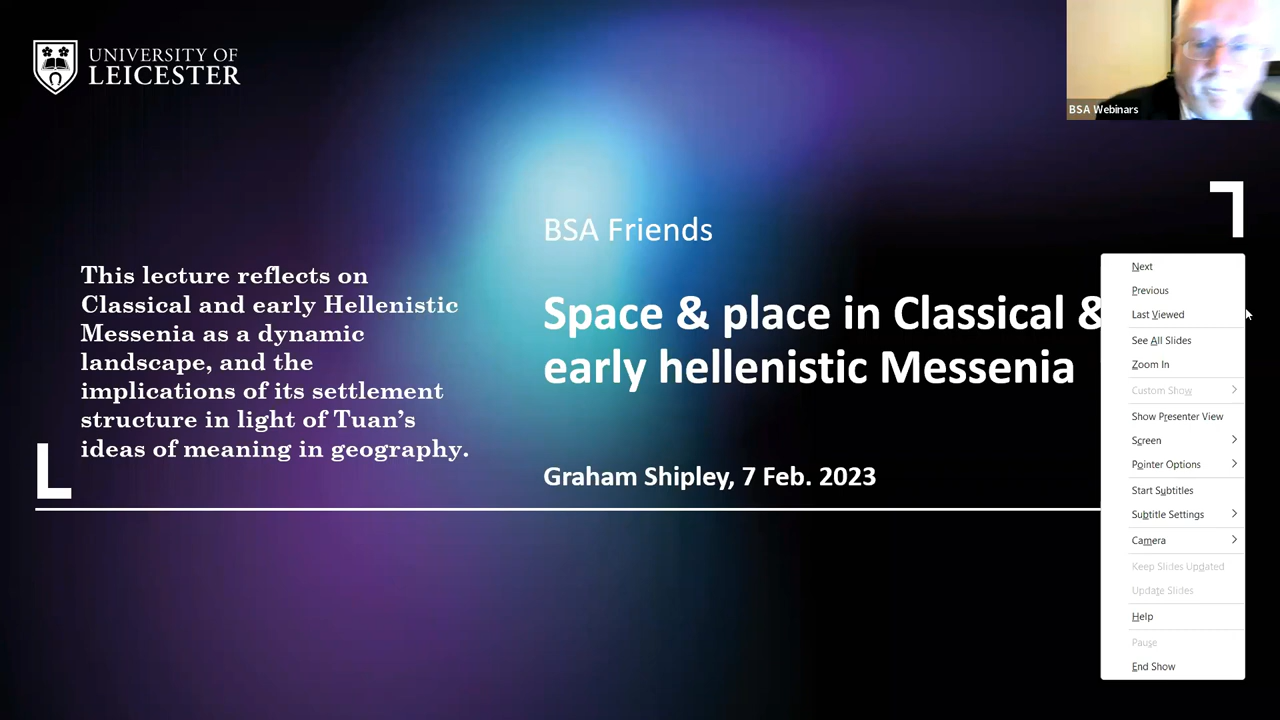 UNIVERSITY OF
LEICESTER
BSA Webinars
BSA Friends
This lecture reflects on
Classical and early Hellenistic
Messenia as a dynamic
landscape, and the
implications of its settlement
structure in light of Tuan’s
ideas of meaning in geography.
Space & place in Classical &
early hellenistic Messenia
Graham Shipley, 7 Feb. 2023
Next
Previous
Last Viewed
See All Slides
Zoom In
Custom Show
Show Presenter View
Screen
Pointer Options
Start Subtitles
Subtitle Settings
Camera
Keep Slides Updated
Update Slides
Help
Pause
End Show